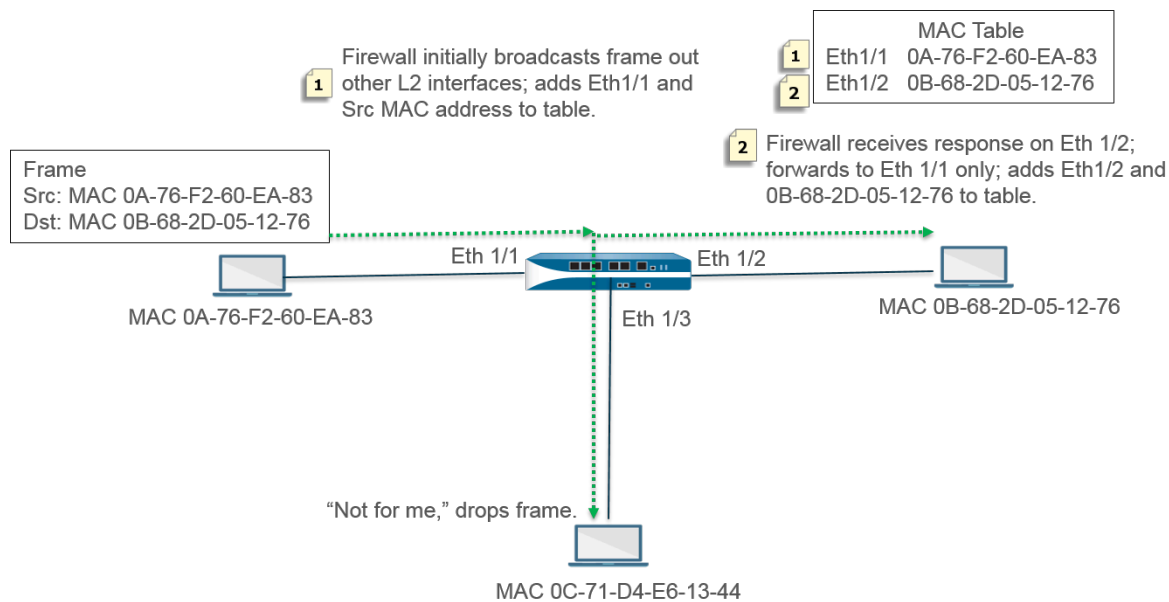 Firewall initially broadcasts frame out
1
other L2 interfaces; adds Eth1/1 and
Src MAC address to table.
MAC Table
1
Eth1/1 0A-76-F2-60-EA-83
2
Eth1/2 0B-68-2D-05-12-76
2
Firewall receives response on Eth 1/2;
forwards to Eth 1/1 only; adds Eth1/2 and
0B-68-2D-05-12-76 to table.
Frame
Src: MAC 0A-76-F2-60-EA-83
Dst: MAC 0B-68-2D-05-12-76
Eth 1/1
Eth 1/2
MAC 0A-76-F2-60-EA-83
MAC 0B-68-2D-05-12-76
Eth 1/3
“Not for me,” drops frame.
MAC 0C-71-D4-E6-13-44